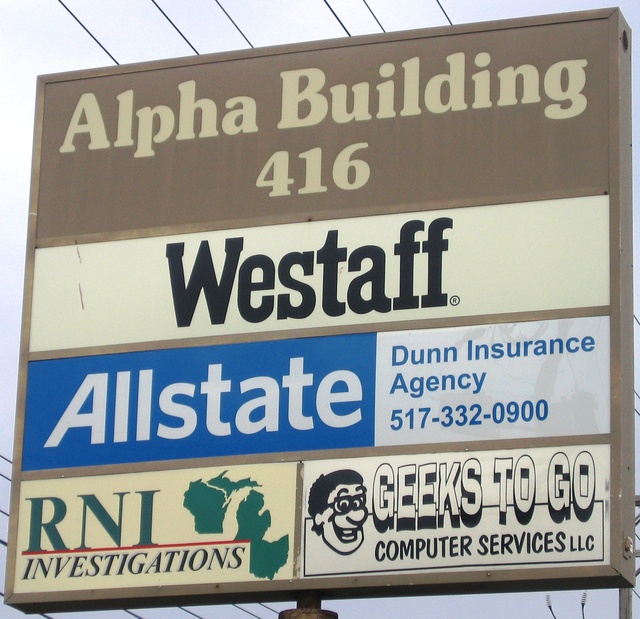 Alpha Building
416
Westaff®
Allstate
Dunn Insurance
Agency
517-332-0900
RNI
INVESTIGATIONS
GEEKS TO GO
COMPUTER SERVICES LLC